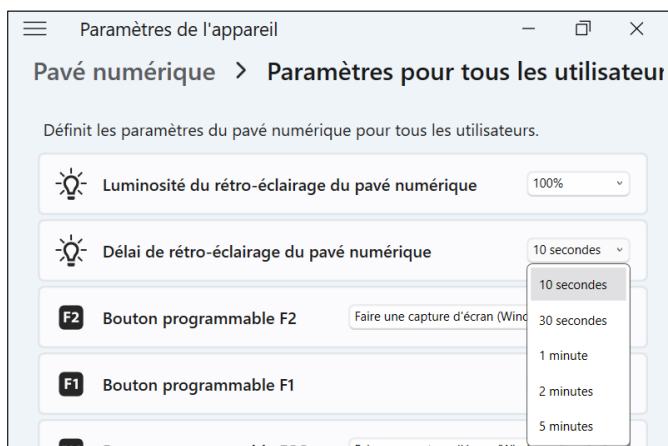 Paramètres de l'appareil
Pavé numérique > Paramètres pour tous les utilisateur
Définit les paramètres du pavé numérique pour tous les utilisateurs.
Luminosité du rétro-éclairage du pavé numérique 100%
Délai de rétro-éclairage du pavé numérique 10 secondes
10 secondes
F2 Bouton programmable F2 Faire une capture d'écran (Wind
30 secondes
1 minute
F1 Bouton programmable F1
2 minutes
5 minutes